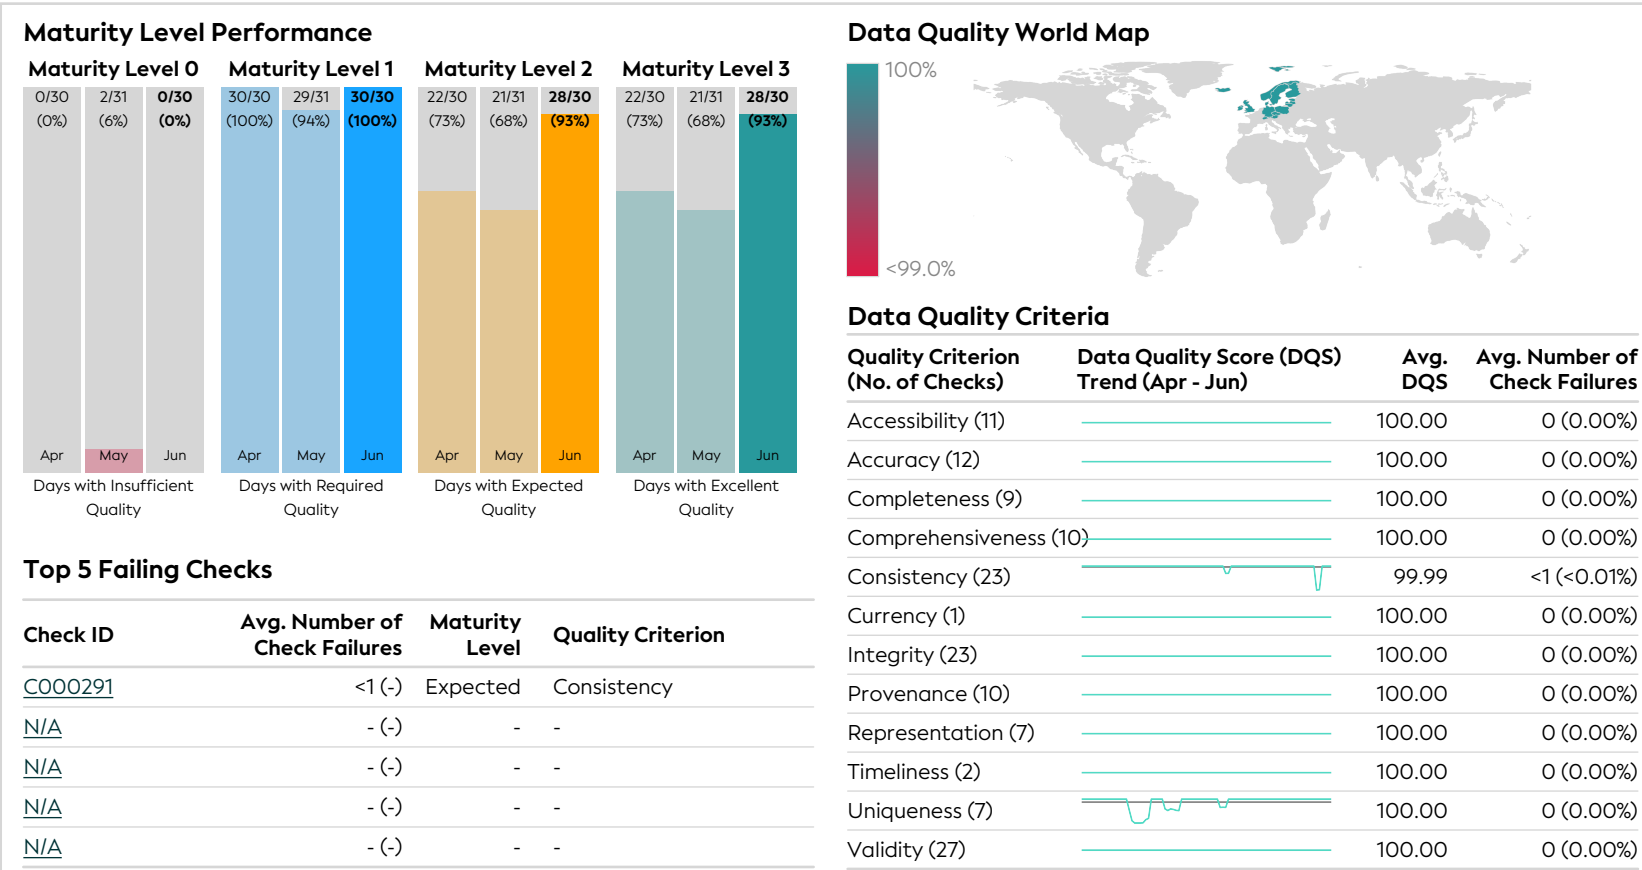 Maturity Level Performance
Maturity Level 0 Maturity Level 1 Maturity Level 2 Maturity Level 3
0/30 2/31 0/30 30/30 29/31 30/30 22/30 21/31 28/30 22/30 21/31 28/30
(0%) (6%) (0%) (100%) (94%) (100%) (73%) (68%) (93%) (73%) (68%) (93%)
Apr May Jun Apr May Jun Apr May Jun Apr May Jun
Days with Insufficient Quality
Days with Required Quality
Days with Expected Quality
Days with Excellent Quality
Top 5 Failing Checks
Check ID Avg. Number of Check Failures Maturity Level Quality Criterion
C000291 <1 (-) Expected Consistency
N/A - (-) - -
N/A - (-) - -
N/A - (-) - -
N/A - (-) - -
Data Quality World Map
100%
<99.0%
Data Quality Criteria
Quality Criterion (No. of Checks) Data Quality Score (DQS) Trend (Apr - Jun) Avg. DQS Avg. Number of Check Failures
Accessibility (11) 100.00 0 (0.00%)
Accuracy (12) 100.00 0 (0.00%)
Completeness (9) 100.00 0 (0.00%)
Comprehensiveness (10) 100.00 0 (0.00%)
Consistency (23) 99.99 <1 (<0.01%)
Currency (1) 100.00 0 (0.00%)
Integrity (23) 100.00 0 (0.00%)
Provenance (10) 100.00 0 (0.00%)
Representation (7) 100.00 0 (0.00%)
Timeliness (2) 100.00 0 (0.00%)
Uniqueness (7) 100.00 0 (0.00%)
Validity (27) 100.00 0 (0.00%)